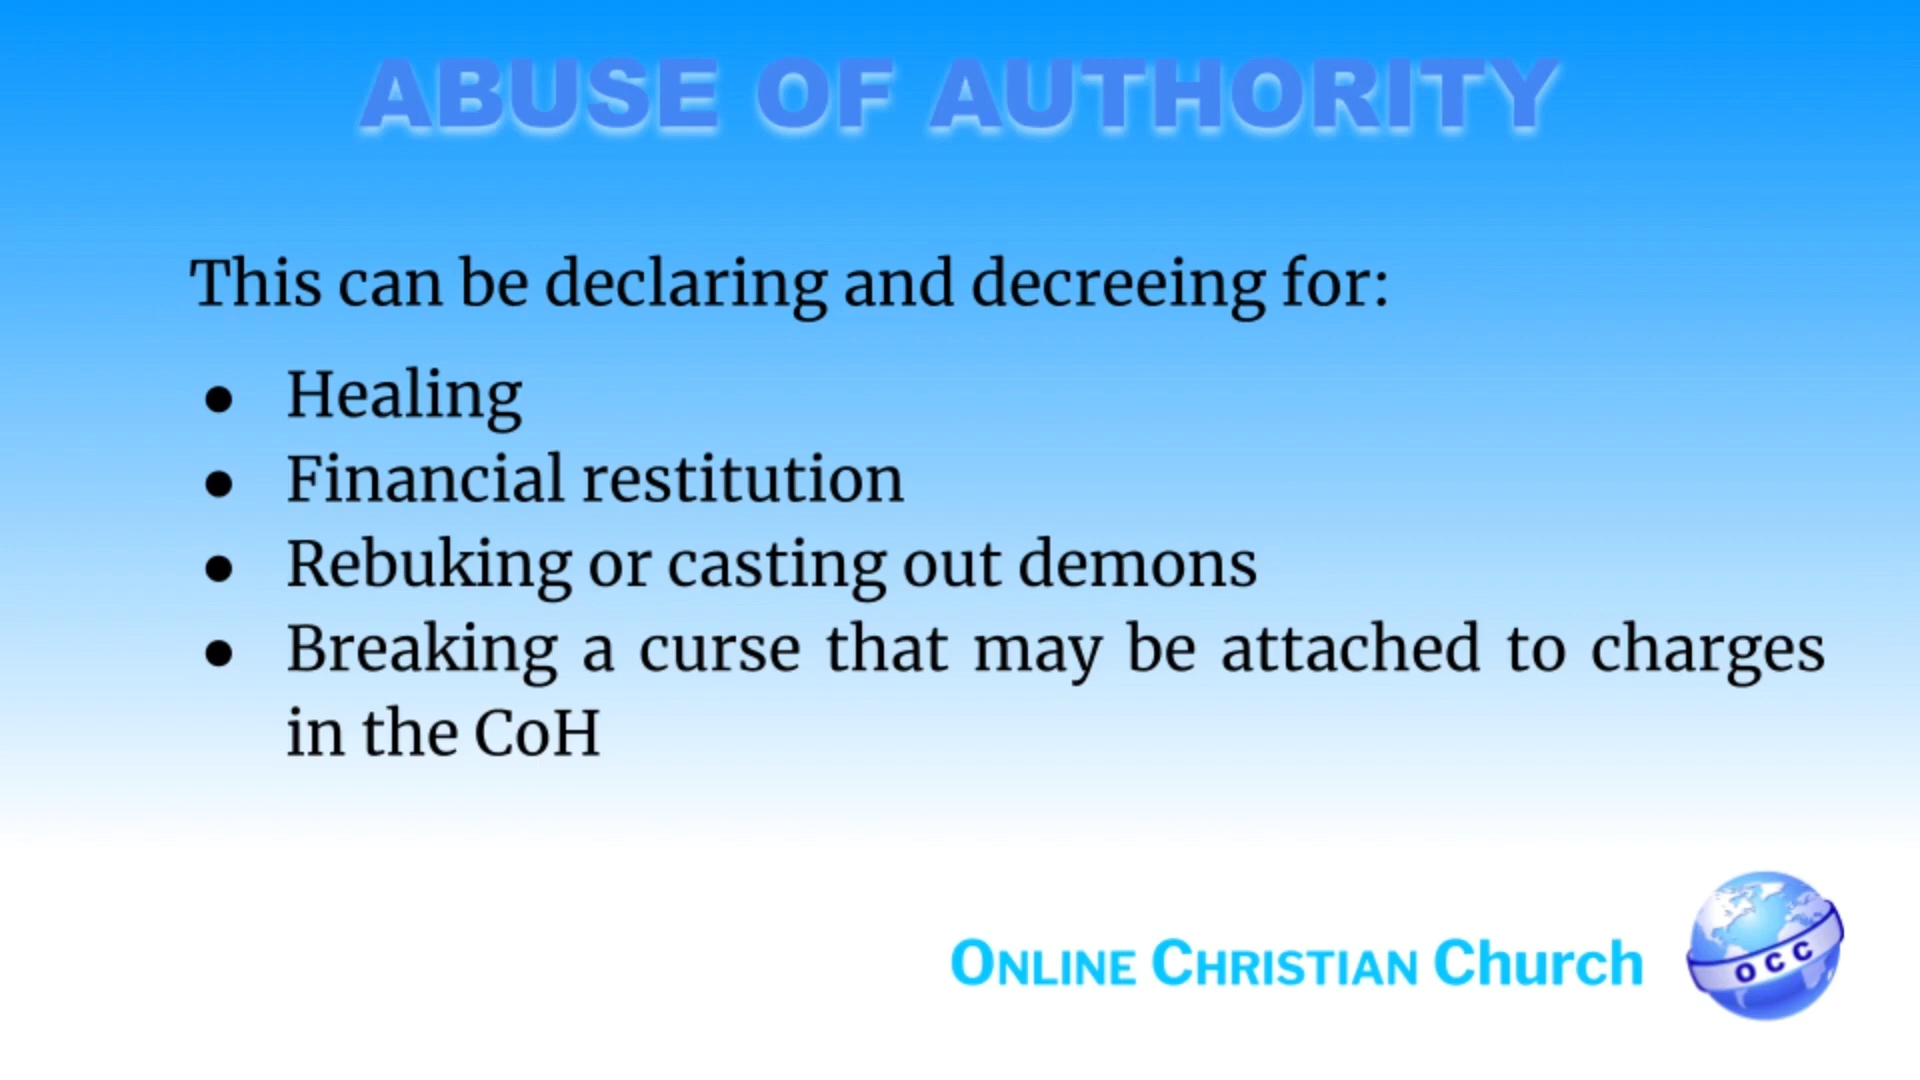 ABUSE OF AUTHORITY
This can be declaring and decreeing for:
● Healing
● Financial restitution
● Rebuking or casting out demons
● Breaking a curse that may be attached to charges
in the CoH
ONLINE CHRISTIAN Church
OCC